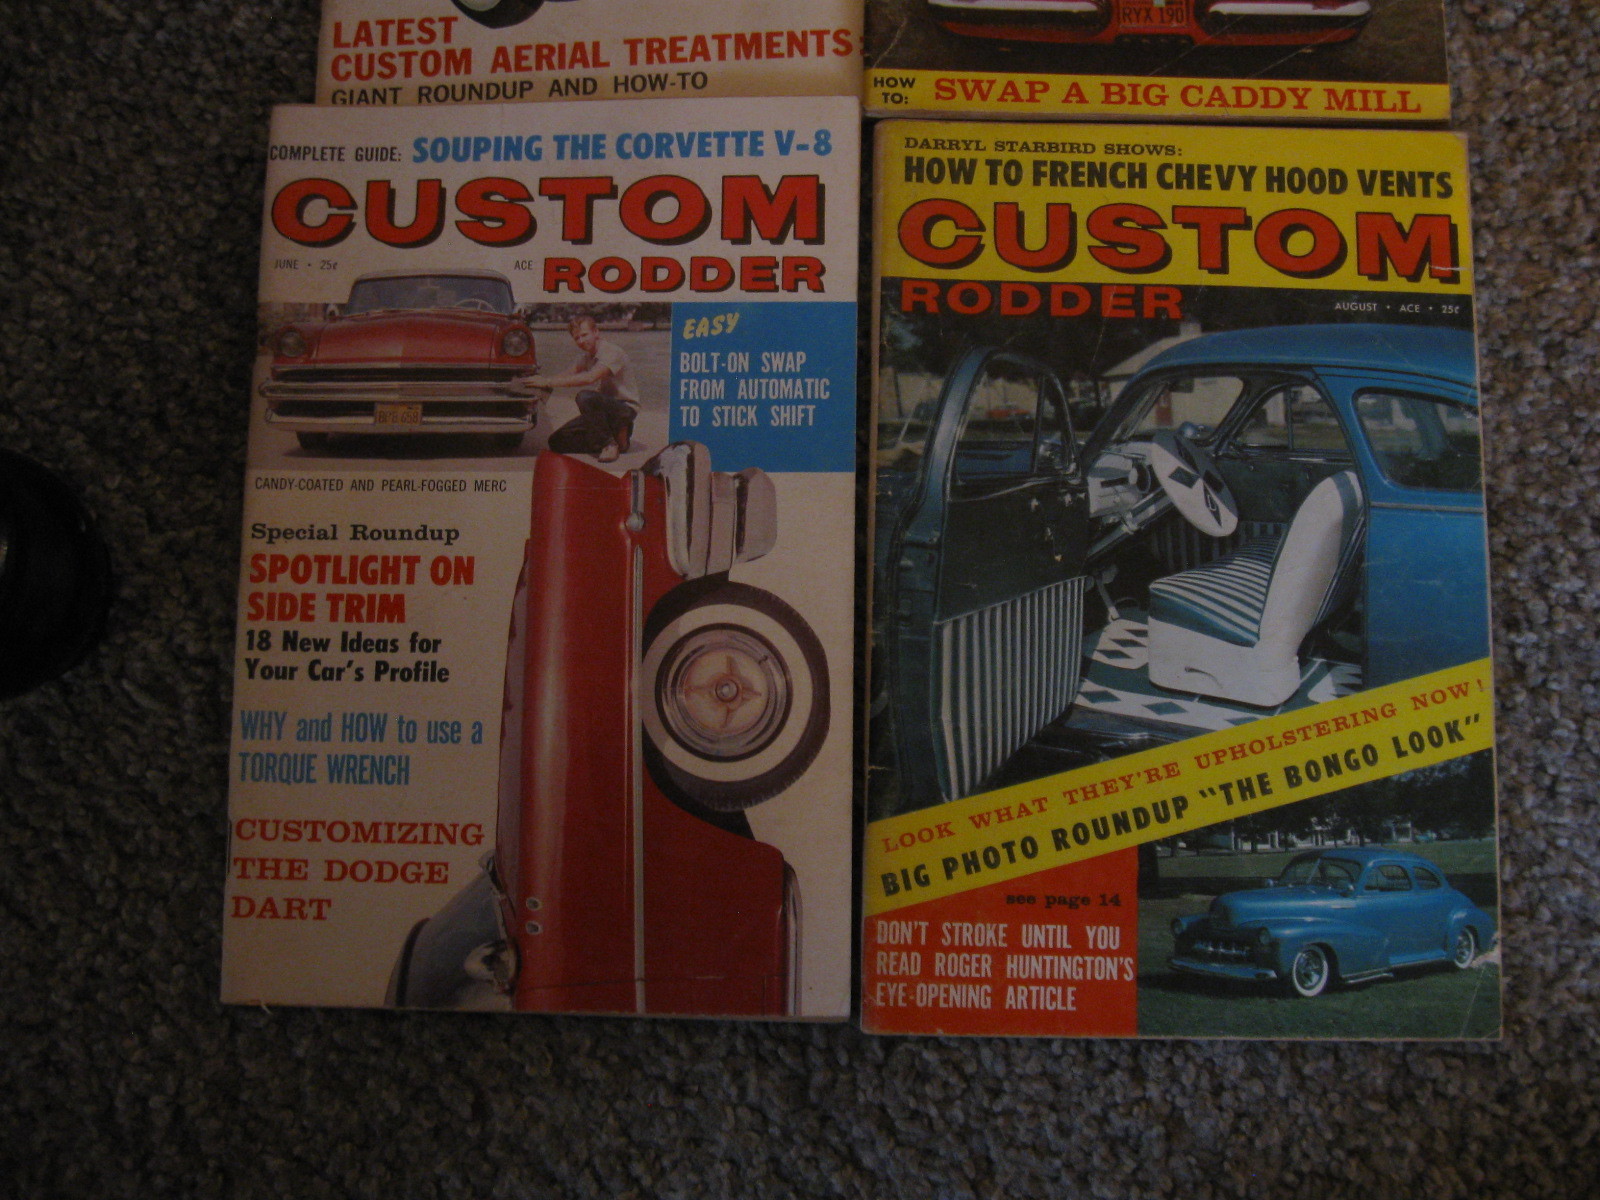 LATEST
CUSTOM AERIAL TREATMENTS
GIANT ROUNDUP AND HOW-TO
RYX 190
HOW
TO: SWAP A BIG CADDY MILL
COMPLETE GUIDE: SOUPING THE CORVETTE V-8
CUSTOM
JUNE • 25¢ ACE RODDER
EASY
BOLT-ON SWAP
FROM AUTOMATIC
TO STICK SHIFT
CANDY-COATED AND PEARL-FOGGED MERC
Special Roundup
SPOTLIGHT ON
SIDE TRIM
18 New Ideas for
Your Car's Profile
WHY and HOW to use a
TORQUE WRENCH
CUSTOMIZING
THE DODGE
DART
DARRYL STARBIRD SHOWS:
HOW TO FRENCH CHEVY HOOD VENTS
CUSTOM
RODDER
AUGUST • ACE • 25¢
LOOK WHAT THEY'RE UPHOLSTERING NOW!
BIG PHOTO ROUNDUP "THE BONGO LOOK"
see page 14
DON'T STROKE UNTIL YOU
READ ROGER HUNTINGTON'S
EYE-OPENING ARTICLE